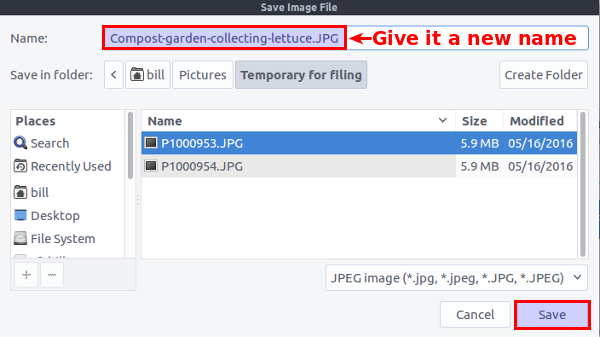 Save Image File
Name: Compost-garden-collecting-lettuce.JPG Give it a new name
Save in folder: bill Pictures Temporary for filing Create Folder
Places Name Size Modified
Search P1000953.JPG 5.9 MB 05/16/2016
Recently Used P1000954.JPG 5.9 MB 05/16/2016
bill
Desktop
File System
JPEG image (*.jpg, *.jpeg, *.JPG, *.JPEG)
Cancel Save